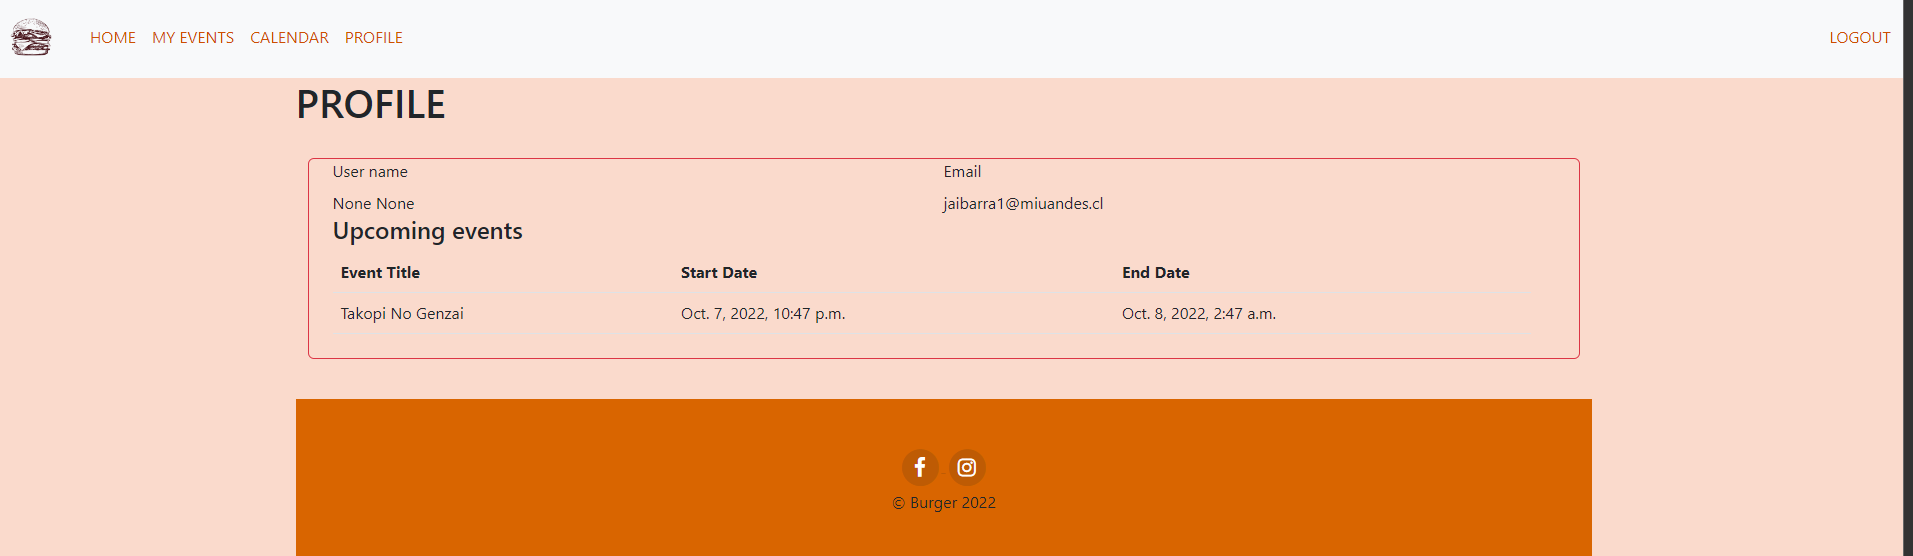 HOME MY EVENTS CALENDAR PROFILE LOGOUT
PROFILE
User name Email
None None jaibarra1@miuandes.cl
Upcoming events
Event Title Start Date End Date
Takopi No Genzai Oct. 7, 2022, 10:47 p.m. Oct. 8, 2022, 2:47 a.m.
© Burger 2022